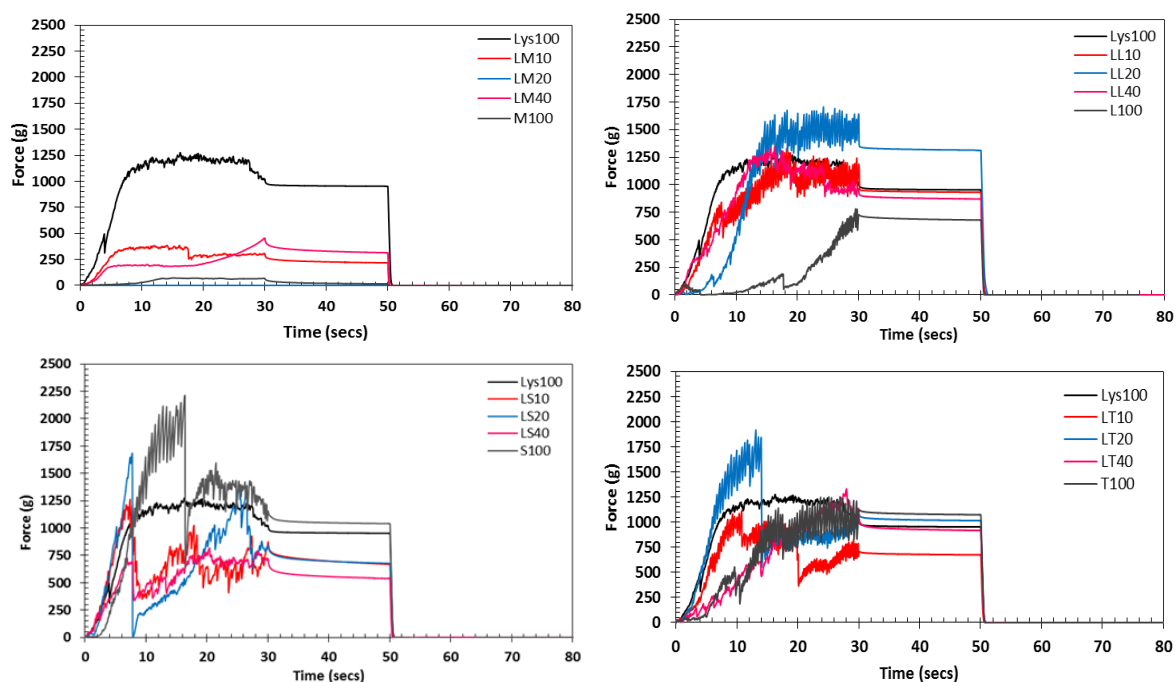 2500
2250
2000
1750
1500
1250
1000
750
500
250
0
Force (g)
0 10 20 30 40 50 60 70 80
Time (secs)
Lys100
LM10
LM20
LM40
M100
2500
2250
2000
1750
1500
1250
1000
750
500
250
0
Force (g)
0 10 20 30 40 50 60 70 80
Time (secs)
Lys100
LL10
LL20
LL40
L100
2500
2250
2000
1750
1500
1250
1000
750
500
250
0
Force (g)
0 10 20 30 40 50 60 70 80
Time (secs)
Lys100
LS10
LS20
LS40
S100
2500
2250
2000
1750
1500
1250
1000
750
500
250
0
Force (g)
0 10 20 30 40 50 60 70 80
Time (secs)
Lys100
LT10
LT20
LT40
T100